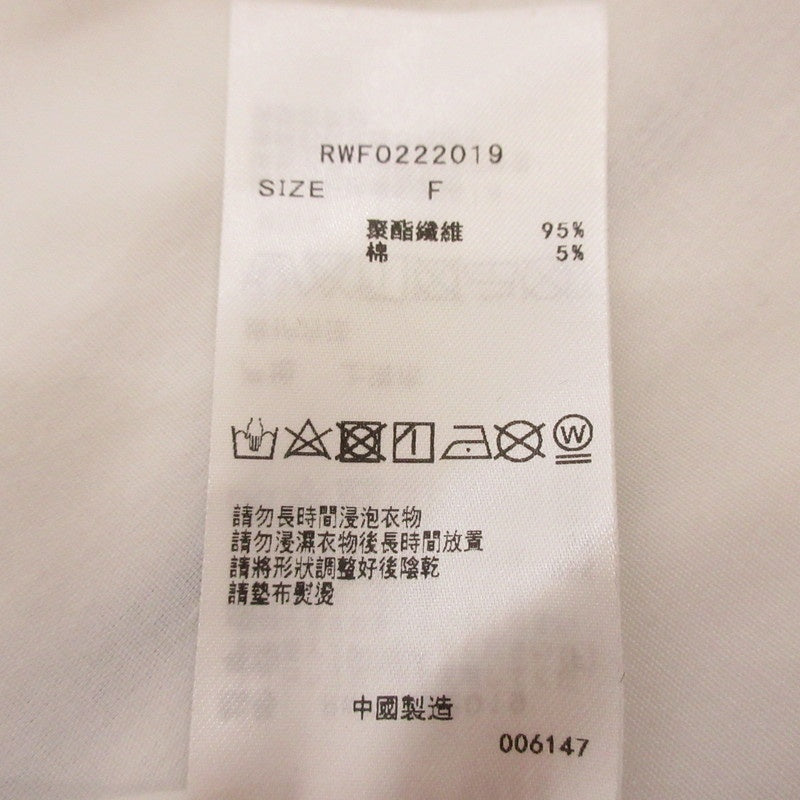 RWF0222019
SIZE F
聚酯纖維 95%
棉 5%
W
請勿長時間浸泡衣物
請勿浸濕衣物後長時間放置
請將形狀調整好後陰乾
請墊布熨燙
中國製造
006147